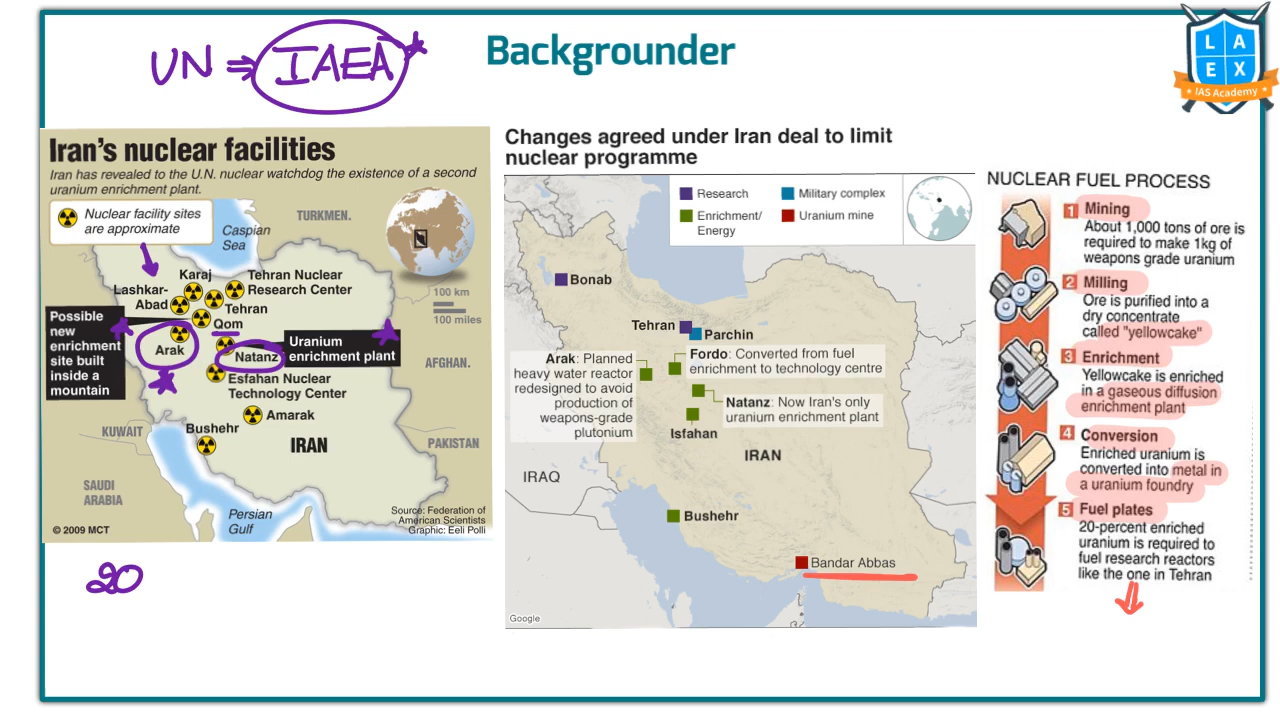 UN ⇒ IAEA*
Backgrounder
L A
E X
IAS Academy
Iran's nuclear facilities
Iran has revealed to the U.N. nuclear watchdog the existence of a second
uranium enrichment plant.
Nuclear facility sites
are approximate
Caspian
Sea
TURKMEN.
Karaj
Tehran Nuclear
Research Center
Lashkar-
Abad
Tehran
100 km
100 miles
Possible
new
enrichment
site built
inside a
mountain
Qom
Arak
Natanz
Uranium
enrichment plant
AFGHAN.
Esfahan Nuclear
Technology Center
Amarak
Bushehr
KUWAIT
IRAN
PAKISTAN
SAUDI
ARABIA
Persian
Gulf
© 2009 MCT
Source: Federation of
American Scientists
Graphic: Eeli Polli
20
Changes agreed under Iran deal to limit
nuclear programme
Research
Military complex
Enrichment/
Energy
Uranium mine
Bonab
Tehran
Parchin
Arak: Planned
heavy water reactor
redesigned to avoid
production of
weapons-grade
plutonium
Fordo: Converted from fuel
enrichment to technology centre
Natanz: Now Iran's only
uranium enrichment plant
Isfahan
IRAN
IRAQ
Bushehr
Bandar Abbas
Google
NUCLEAR FUEL PROCESS
1 Mining
About 1,000 tons of ore is
required to make 1kg of
weapons grade uranium
2 Milling
Ore is purified into a
dry concentrate
called "yellowcake"
3 Enrichment
Yellowcake is enriched
in a gaseous diffusion
enrichment plant
4 Conversion
Enriched uranium is
converted into metal in
a uranium foundry
5 Fuel plates
20-percent enriched
uranium is required to
fuel research reactors
like the one in Tehran